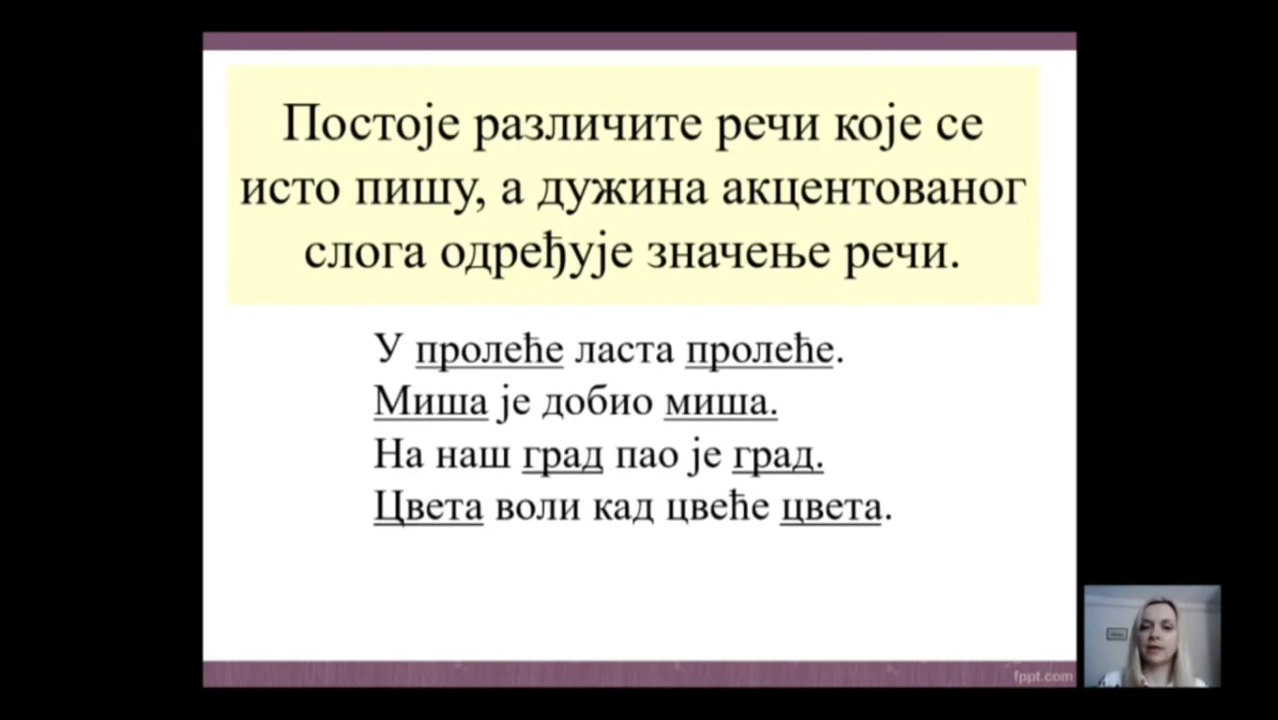 Постоје различите речи које се
исто пишу, а дужина акцентованог
слога одређује значење речи.
У пролеће ласта пролеће.
Миша је добио миша.
На наш град пао је град.
Цвета воли кад цвеће цвета.
fppt.com